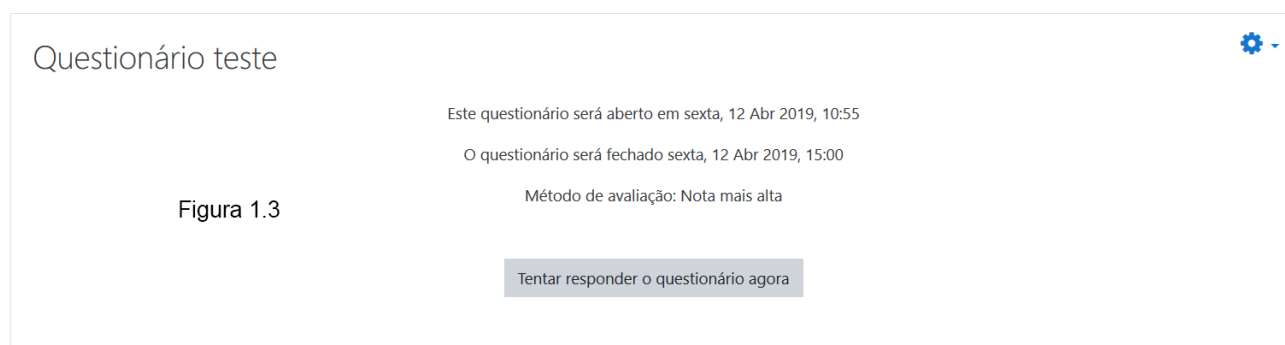 Questionário teste
Este questionário será aberto em sexta, 12 Abr 2019, 10:55
O questionário será fechado sexta, 12 Abr 2019, 15:00
Método de avaliação: Nota mais alta
Figura 1.3
Tentar responder o questionário agora